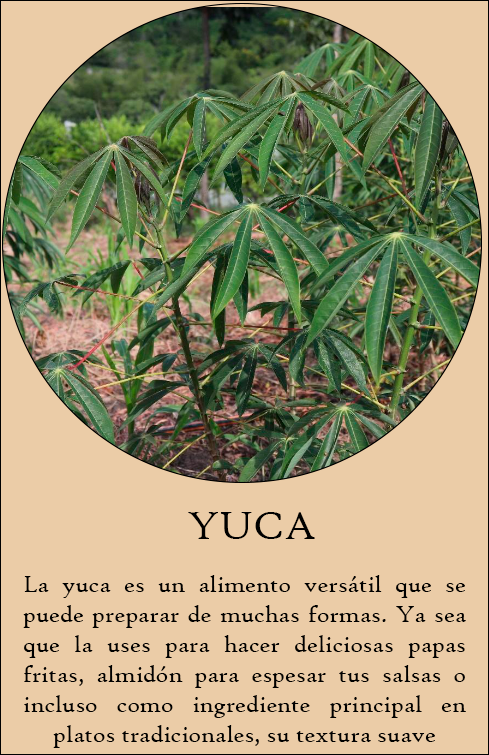 YUCA
La yuca es un alimento versátil que se
puede preparar de muchas formas. Ya sea
que la uses para hacer deliciosas papas
fritas, almidón para espesar tus salsas o
incluso como ingrediente principal en
platos tradicionales, su textura suave